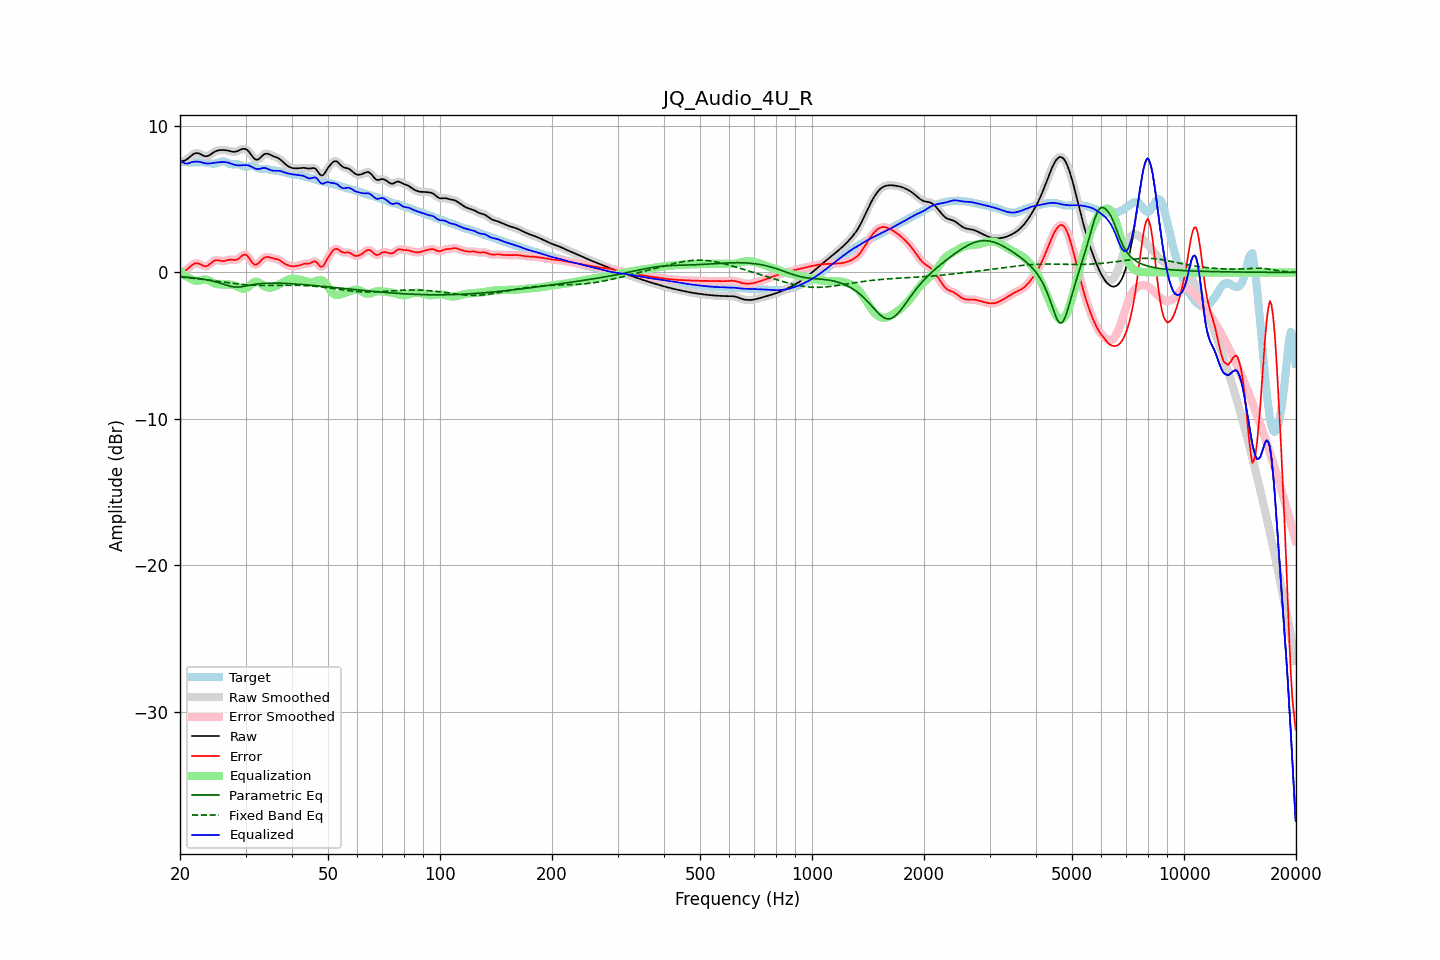 JQ_Audio_4U_R
10
0
−10
−20
−30
Amplitude (dBr)
Target
Raw Smoothed
Error Smoothed
Raw
Error
Equalization
Parametric Eq
Fixed Band Eq
Equalized
20
50
100
200
500
1000
2000
5000
10000
20000
Frequency (Hz)